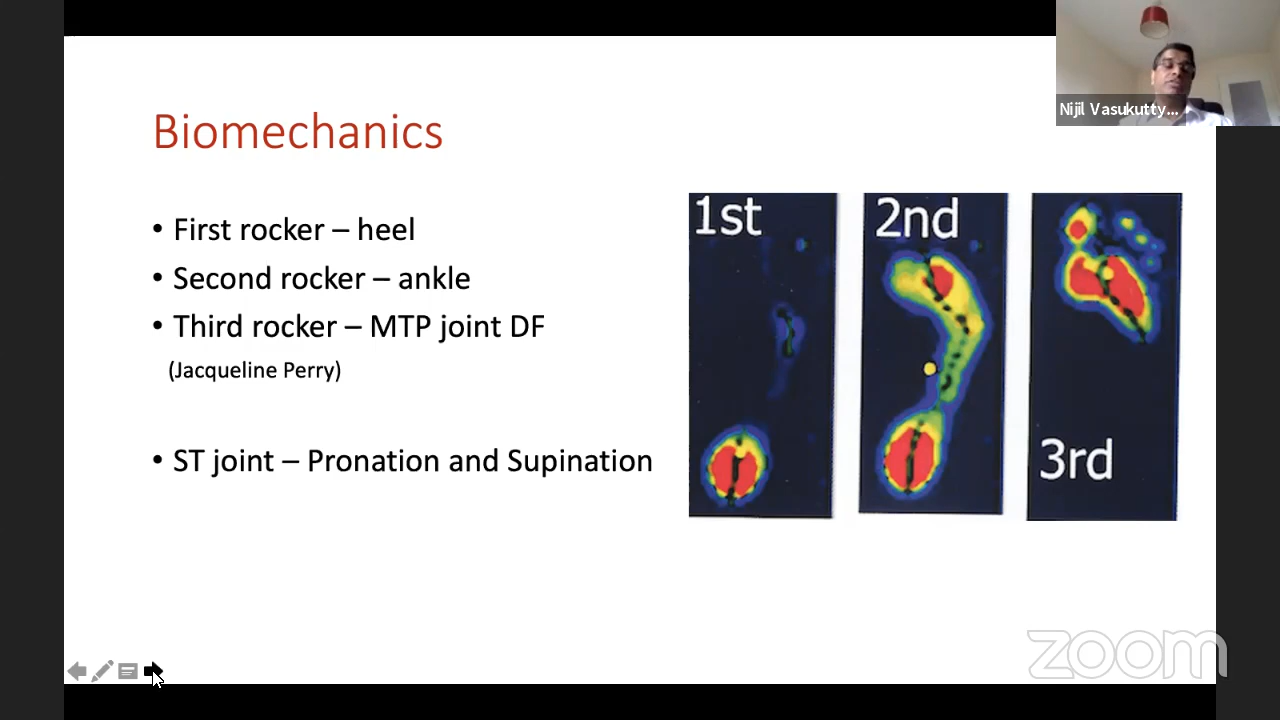 Biomechanics
• First rocker – heel
• Second rocker – ankle
• Third rocker – MTP joint DF
(Jacqueline Perry)
• ST joint – Pronation and Supination
1st
2nd
3rd
Nijil Vasukutty...
zoom